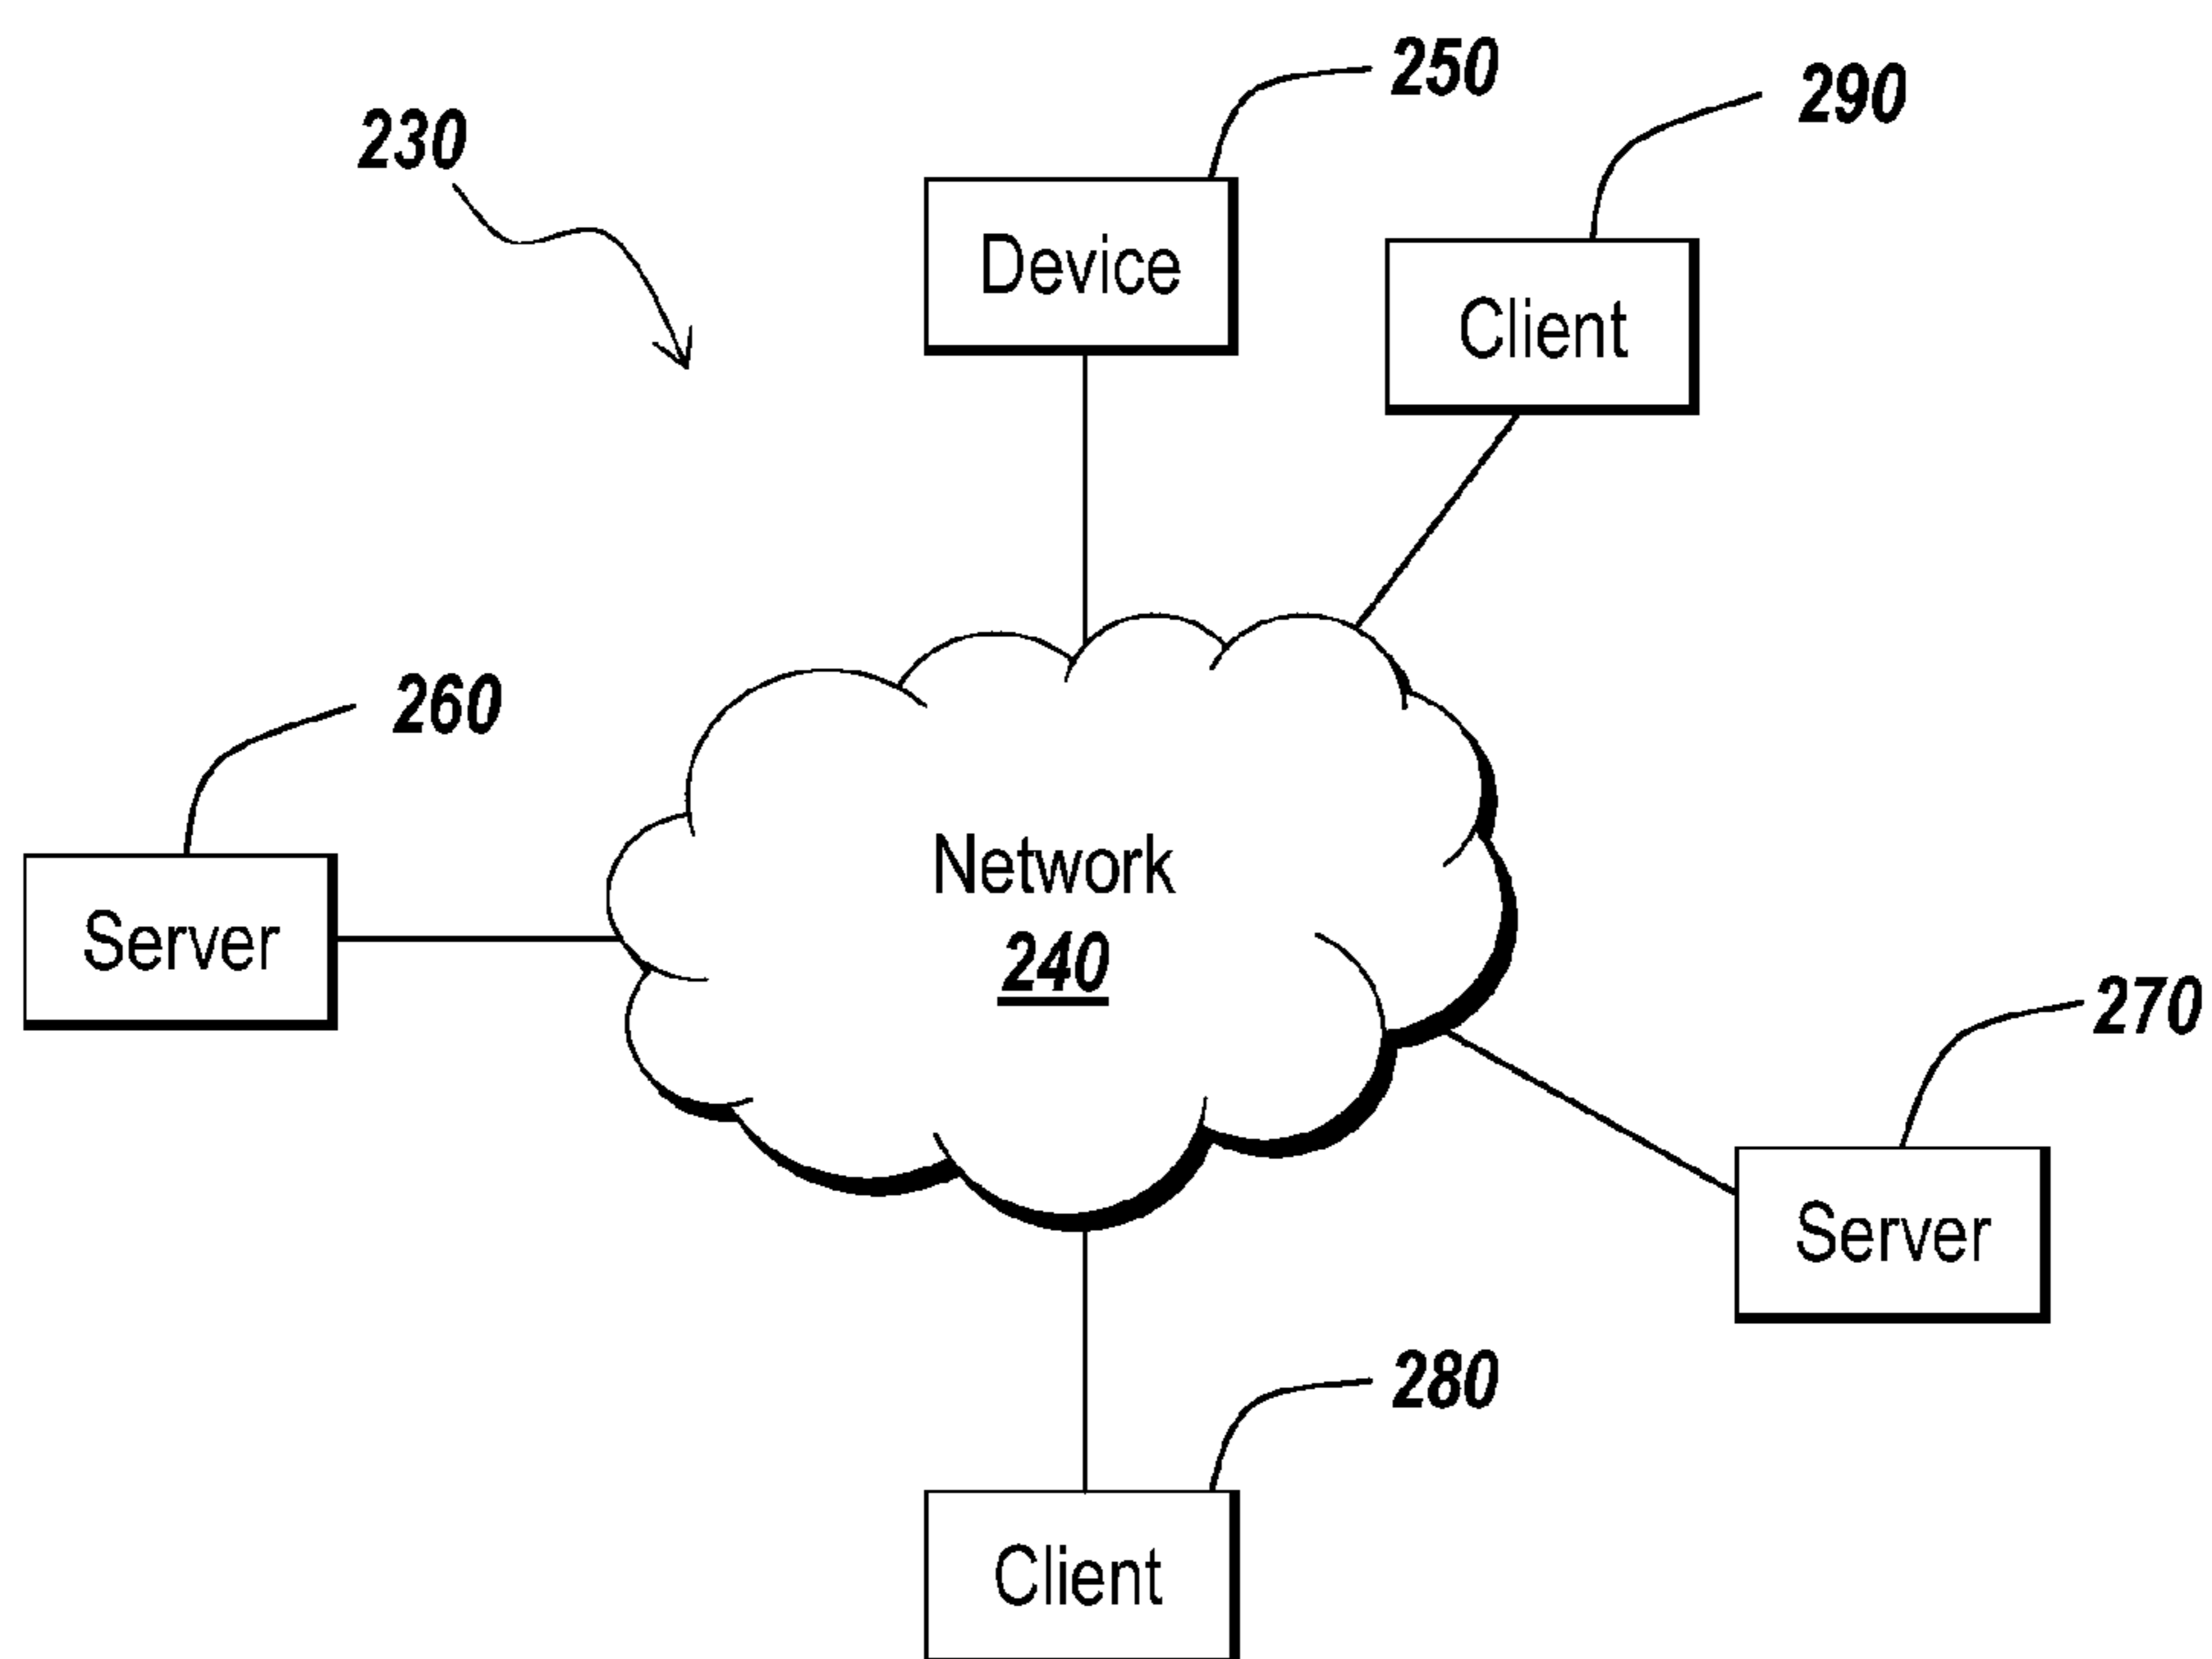 250
290
230
Device
Client
260
Network
240
Server
270
Server
280
Client